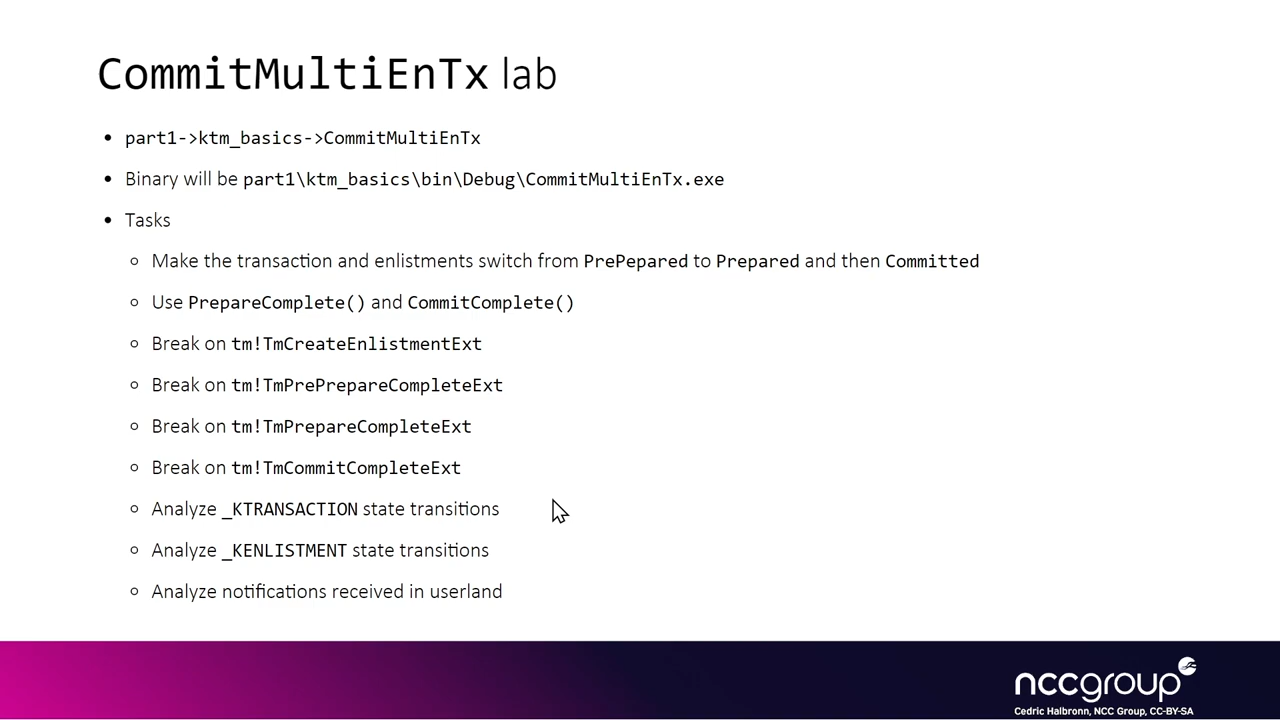 CommitMultiEnTx lab
• part1->ktm_basics->CommitMultiEnTx
• Binary will be part1\ktm_basics\bin\Debug\CommitMultiEnTx.exe
• Tasks
○ Make the transaction and enlistments switch from PrePepared to Prepared and then Committed
○ Use PrepareComplete() and CommitComplete()
○ Break on tm!TmCreateEnlistmentExt
○ Break on tm!TmPrePrepareCompleteExt
○ Break on tm!TmPrepareCompleteExt
○ Break on tm!TmCommitCompleteExt
○ Analyze _KTRANSACTION state transitions
○ Analyze _KENLISTMENT state transitions
○ Analyze notifications received in userland
nccgroup
Cedric Halbronn, NCC Group, CC-BY-SA